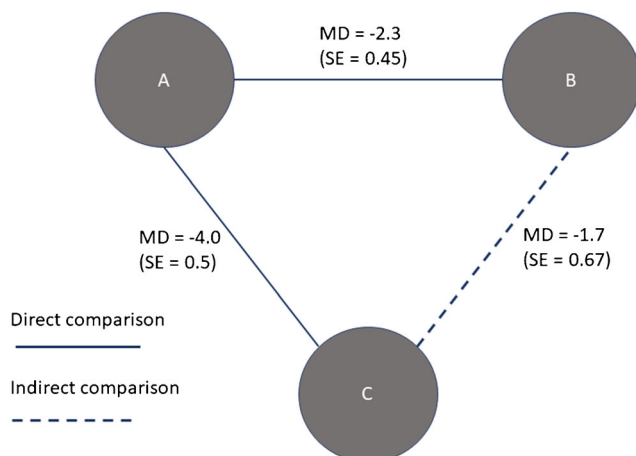 MD = -2.3
(SE = 0.45)
A
B
MD = -4.0
(SE = 0.5)
MD = -1.7
(SE = 0.67)
Direct comparison
Indirect comparison
C